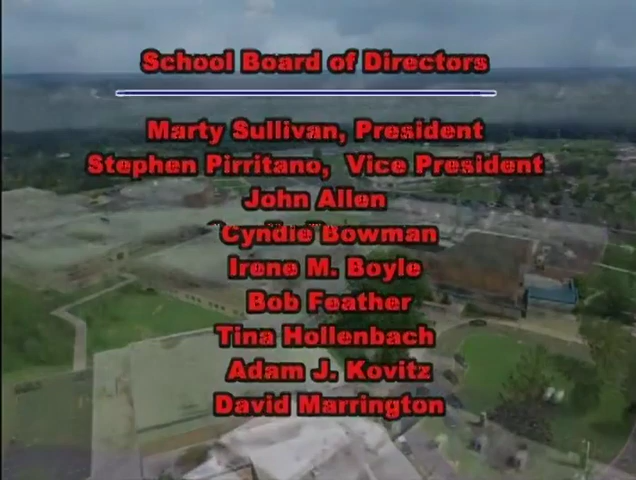 School Board of Directors
Marty Sullivan, President
Stephen Pirritano, Vice President
John Allen
"Cyndie" Bowman
Irene M. Boyle
Bob Feather
Tina Hollenbach
Adam J. Kovitz
David Marrington